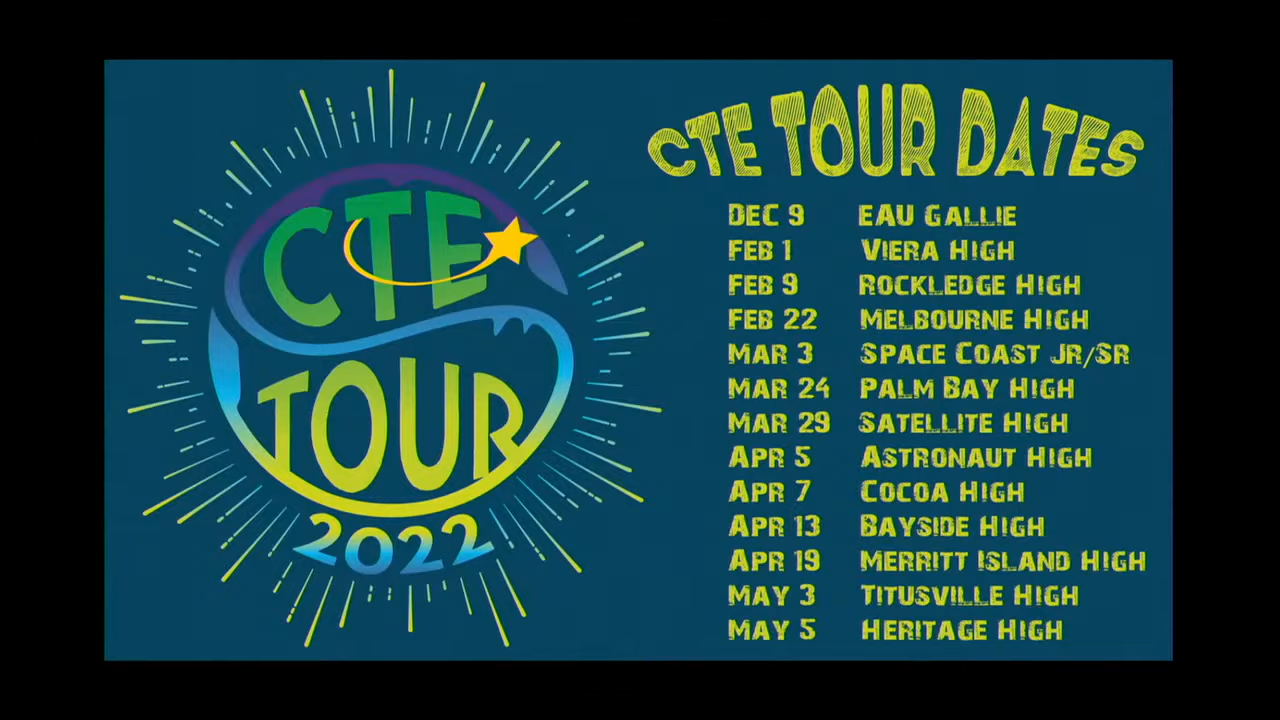 CTE
TOUR
2022
CTE TOUR DATES
DEC 9 EAU GALLIE
FEB 1 VIERA HIGH
FEB 9 ROCKLEDGE HIGH
FEB 22 MELBOURNE HIGH
MAR 3 SPACE COAST JR/SR
MAR 24 PALM BAY HIGH
MAR 29 SATELLITE HIGH
APR 5 ASTRONAUT HIGH
APR 7 COCOA HIGH
APR 13 BAYSIDE HIGH
APR 19 MERRITT ISLAND HIGH
MAY 3 TITUSVILLE HIGH
MAY 5 HERITAGE HIGH